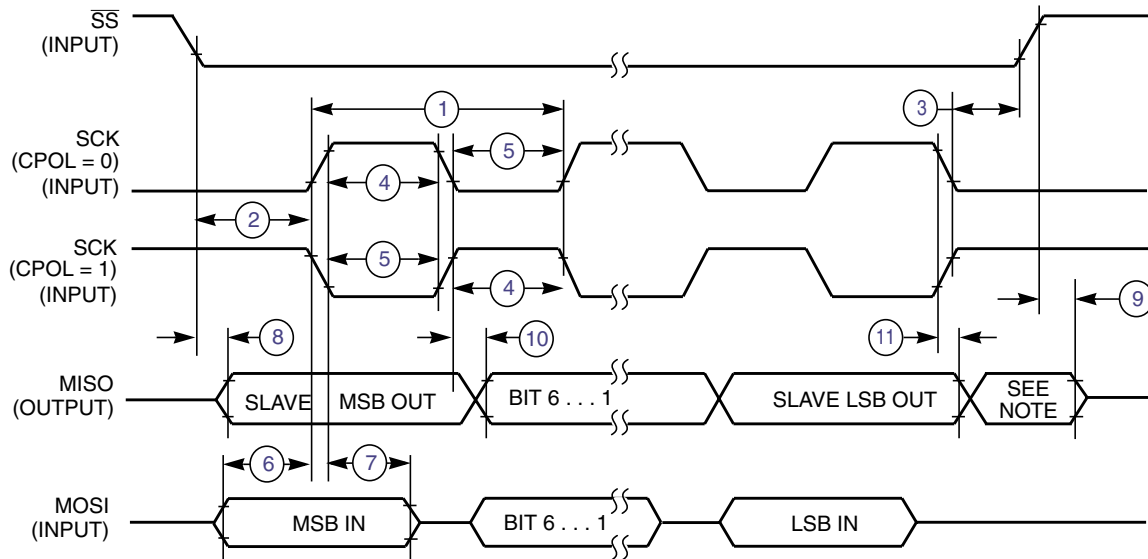 SS
(INPUT)
1
3
SCK
(CPOL = 0)
(INPUT)
5
4
2
SCK
(CPOL = 1)
(INPUT)
5
4
9
8
10
11
MISO
(OUTPUT)
SLAVE MSB OUT
BIT 6 . . . 1
SLAVE LSB OUT
SEE
NOTE
6
7
MOSI
(INPUT)
MSB IN
BIT 6 . . . 1
LSB IN